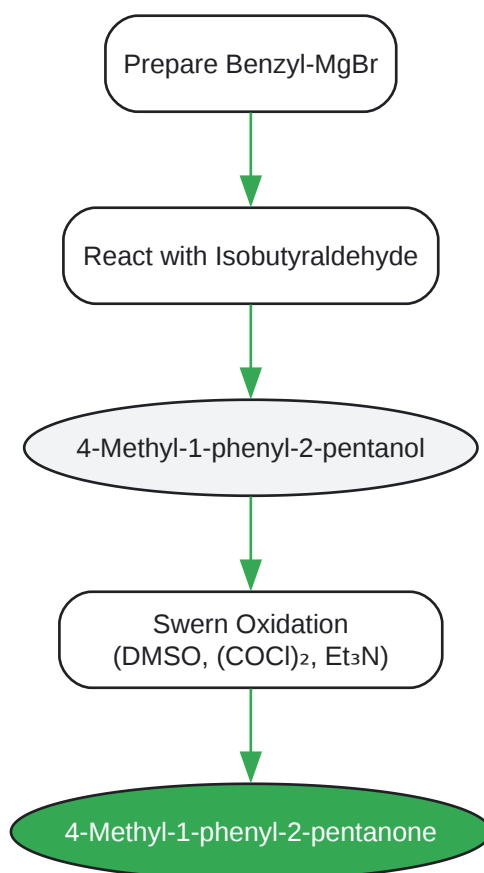 Prepare Benzyl-MgBr
React with Isobutyraldehyde
4-Methyl-1-phenyl-2-pentanol
Swern Oxidation
(DMSO, (COCl)₂, Et₃N)
4-Methyl-1-phenyl-2-pentanone